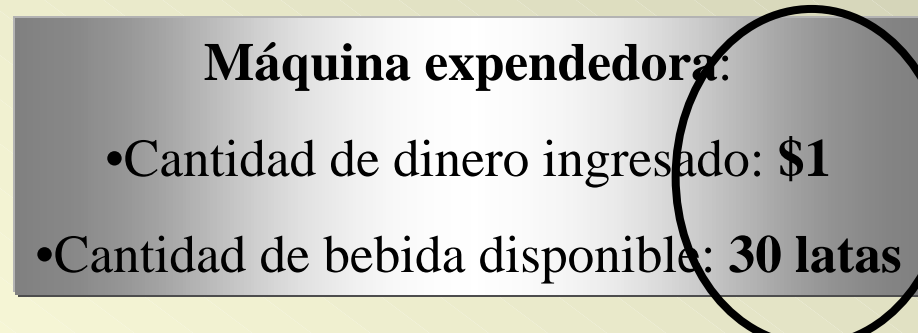 Máquina expendedora:
•Cantidad de dinero ingresado: $1
•Cantidad de bebida disponible: 30 latas